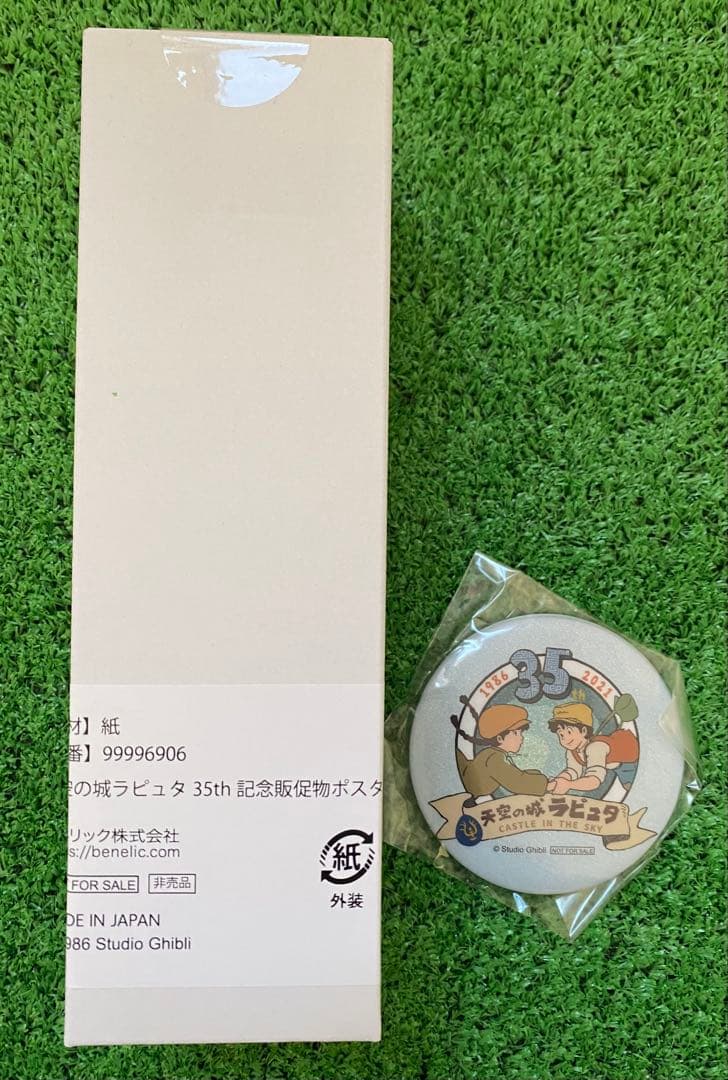 材】紙
番】99996906
空の城ラピュタ 35th 記念販促物ポスタ
リック株式会社
s://benelic.com
FOR SALE 非売品
DE IN JAPAN
986 Studio Ghibli
紙
外装
1986 35th 2021
天空の城ラピュタ
CASTLE IN THE SKY
© Studio Ghibli NOT FOR SALE